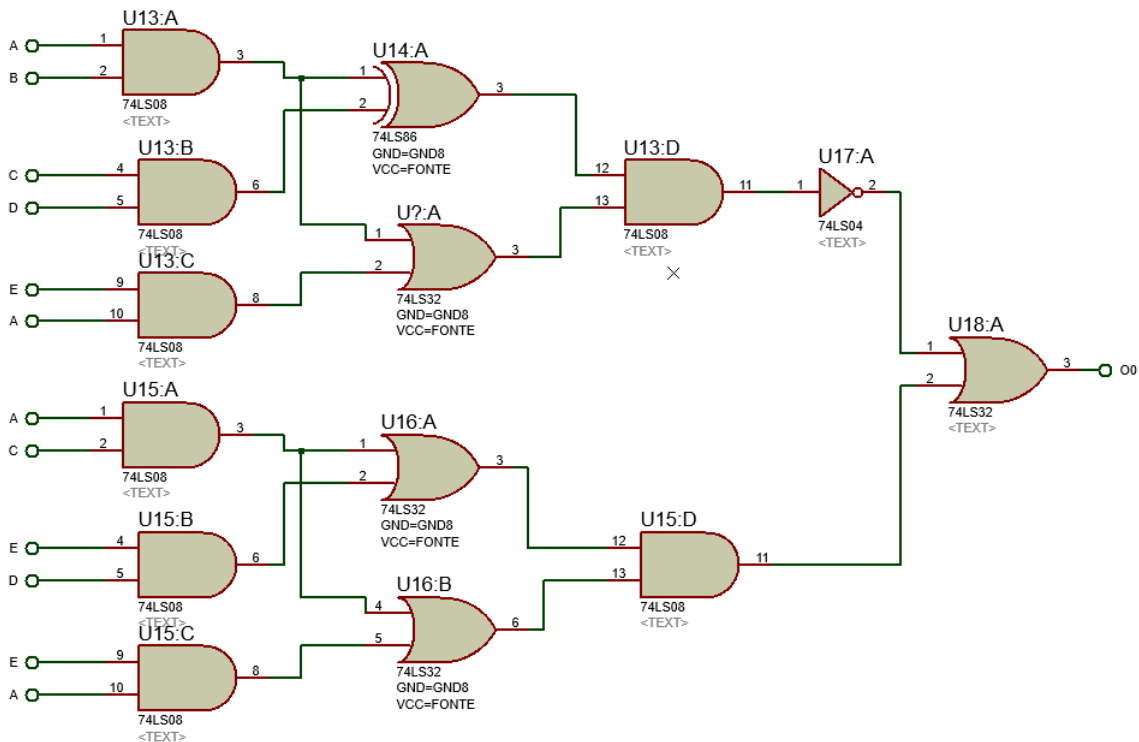 U13:A
A 1
3
B 2
74LS08
<TEXT>
U14:A
1
3
2
74LS86
GND=GND8
VCC=FONTE
U13:B
C 4
6
D 5
74LS08
<TEXT>
U13:D
12
11
13
74LS08
<TEXT>
U17:A
1 2
74LS04
<TEXT>
U?:A
1
3
2
74LS32
GND=GND8
VCC=FONTE
U13:C
E 9
8
A 10
74LS08
<TEXT>
U18:A
1
3 O0
2
74LS32
<TEXT>
U15:A
A 1
3
C 2
74LS08
<TEXT>
U16:A
1
3
2
74LS32
GND=GND8
VCC=FONTE
U15:B
E 4
6
D 5
74LS08
<TEXT>
U15:D
12
11
13
74LS08
<TEXT>
U16:B
4
6
5
74LS32
GND=GND8
VCC=FONTE
U15:C
E 9
8
A 10
74LS08
<TEXT>